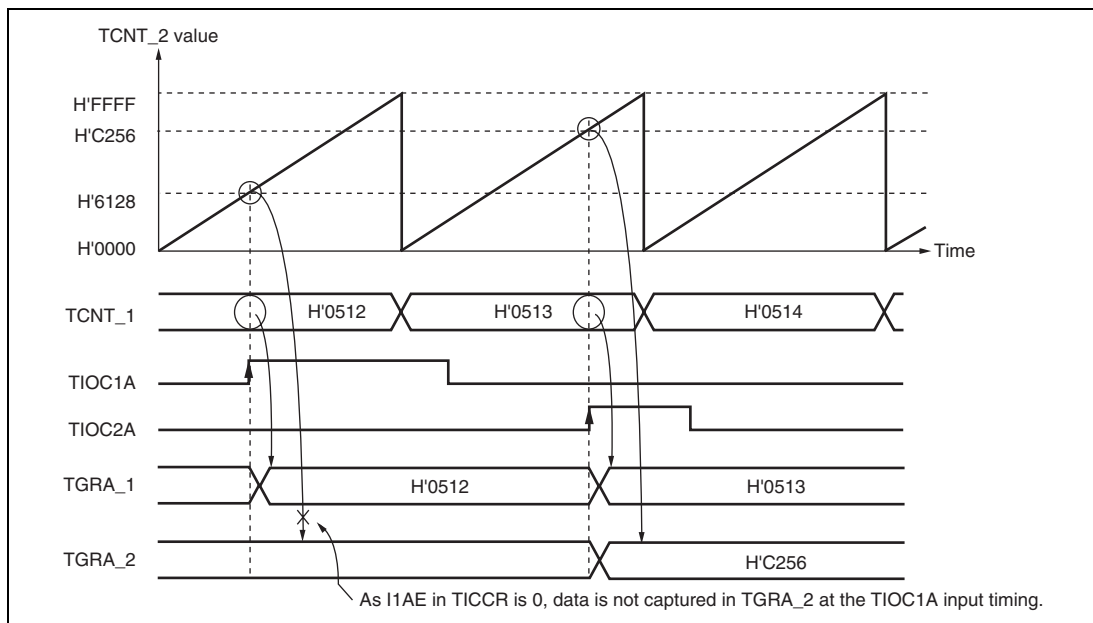 TCNT_2 value
H'FFFF
H'C256
H'6128
H'0000
Time
TCNT_1 H'0512 H'0513 H'0514
TIOC1A
TIOC2A
TGRA_1 H'0512 H'0513
TGRA_2 H'C256
As I1AE in TICCR is 0, data is not captured in TGRA_2 at the TIOC1A input timing.